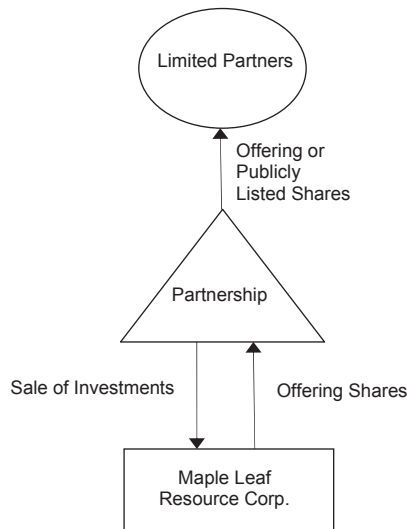 Limited Partners
Offering or
Publicly
Listed Shares
Partnership
Sale of Investments
Offering Shares
Maple Leaf
Resource Corp.